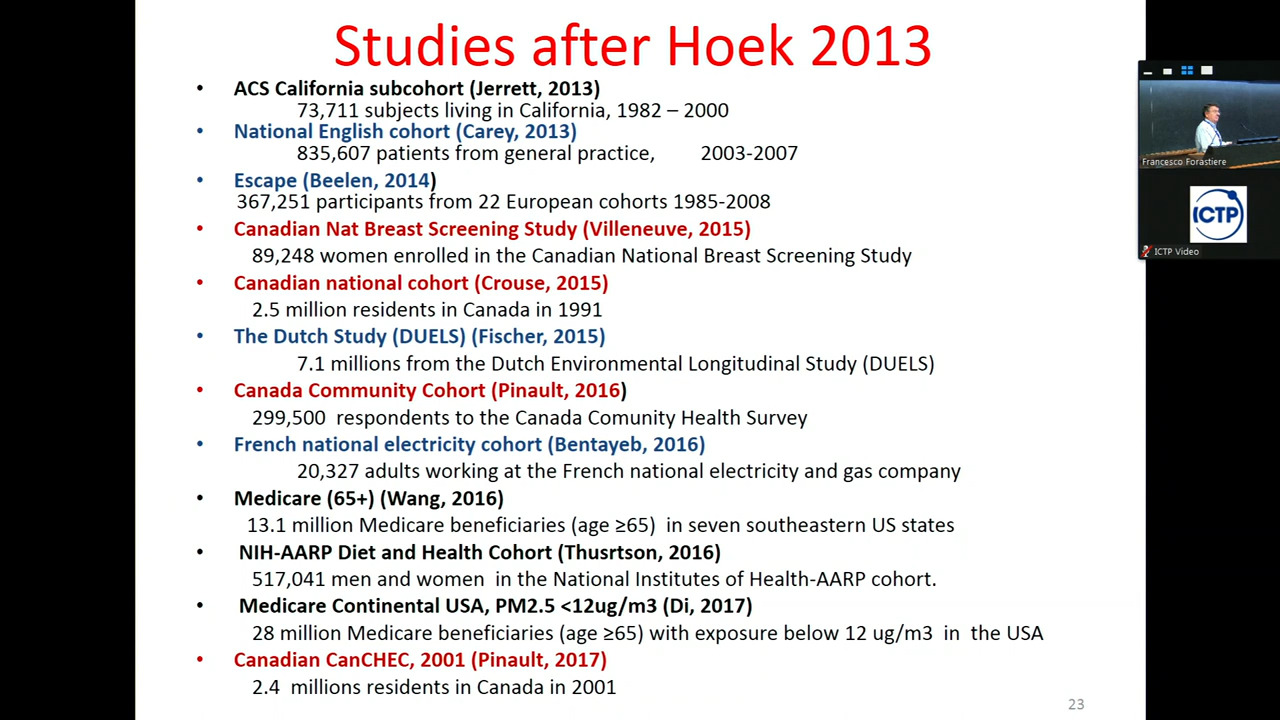 Studies after Hoek 2013
• ACS California subcohort (Jerrett, 2013)
73,711 subjects living in California, 1982 – 2000
• National English cohort (Carey, 2013)
835,607 patients from general practice, 2003-2007
• Escape (Beelen, 2014)
367,251 participants from 22 European cohorts 1985-2008
• Canadian Nat Breast Screening Study (Villeneuve, 2015)
89,248 women enrolled in the Canadian National Breast Screening Study
• Canadian national cohort (Crouse, 2015)
2.5 million residents in Canada in 1991
• The Dutch Study (DUELS) (Fischer, 2015)
7.1 millions from the Dutch Environmental Longitudinal Study (DUELS)
• Canada Community Cohort (Pinault, 2016)
299,500 respondents to the Canada Comunity Health Survey
• French national electricity cohort (Bentayeb, 2016)
20,327 adults working at the French national electricity and gas company
• Medicare (65+) (Wang, 2016)
13.1 million Medicare beneficiaries (age ≥65) in seven southeastern US states
• NIH-AARP Diet and Health Cohort (Thusrtson, 2016)
517,041 men and women in the National Institutes of Health-AARP cohort.
• Medicare Continental USA, PM2.5 <12ug/m3 (Di, 2017)
28 million Medicare beneficiaries (age ≥65) with exposure below 12 ug/m3 in the USA
• Canadian CanCHEC, 2001 (Pinault, 2017)
2.4 millions residents in Canada in 2001
23
Francesco Forastiere
ICTP
ICTP Video